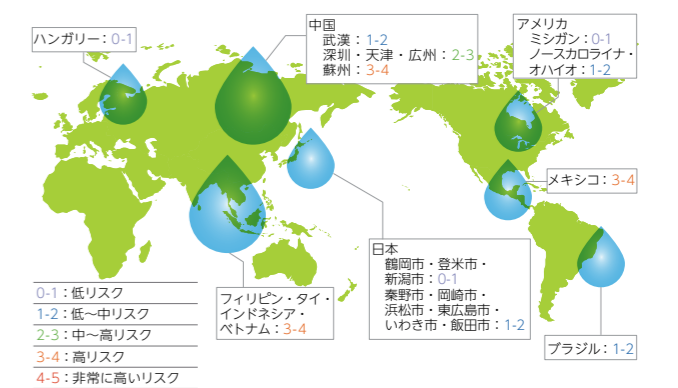 ハンガリー：0-1
中国
武漢：1-2
深圳・天津・広州：2-3
蘇州：3-4
アメリカ
ミシガン：0-1
ノースカロライナ・
オハイオ：1-2
メキシコ：3-4
日本
鶴岡市・登米市・
新潟市：0-1
秦野市・岡崎市・
浜松市・東広島市・
いわき市・飯田市：1-2
フィリピン・タイ・
インドネシア・
ベトナム：3-4
ブラジル：1-2
0-1：低リスク
1-2：低～中リスク
2-3：中～高リスク
3-4：高リスク
4-5：非常に高いリスク